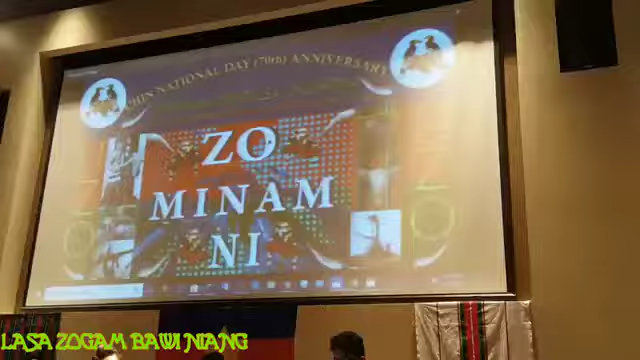 CHIN NATIONAL DAY (70th) ANNIVERSARY
ZO
MINAM
NI
LASA ZOGAM BAWI NIANG